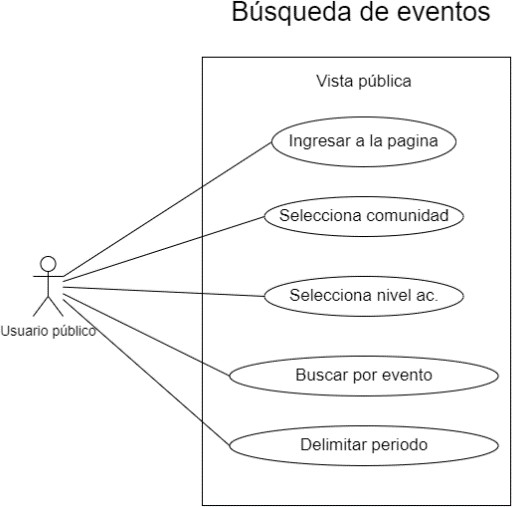 Búsqueda de eventos
Vista pública
Ingresar a la pagina
Selecciona comunidad
Selecciona nivel ac.
Usuario público
Buscar por evento
Delimitar periodo